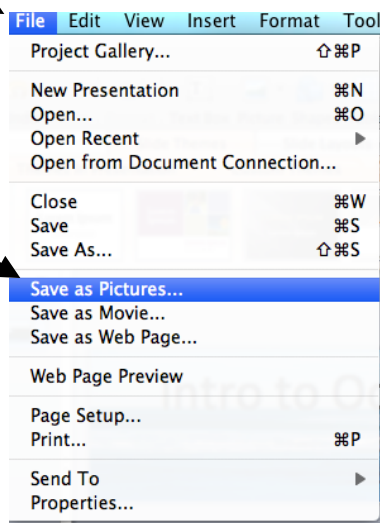 File Edit View Insert Format Tool
Project Gallery... ⇧⌘P
New Presentation ⌘N
Open... ⌘O
Open Recent ▶
Open from Document Connection...
Close ⌘W
Save ⌘S
Save As... ⇧⌘S
Save as Pictures...
Save as Movie...
Save as Web Page...
Web Page Preview
Intro to
Page Setup...
Print... ⌘P
Send To ▶
Properties...